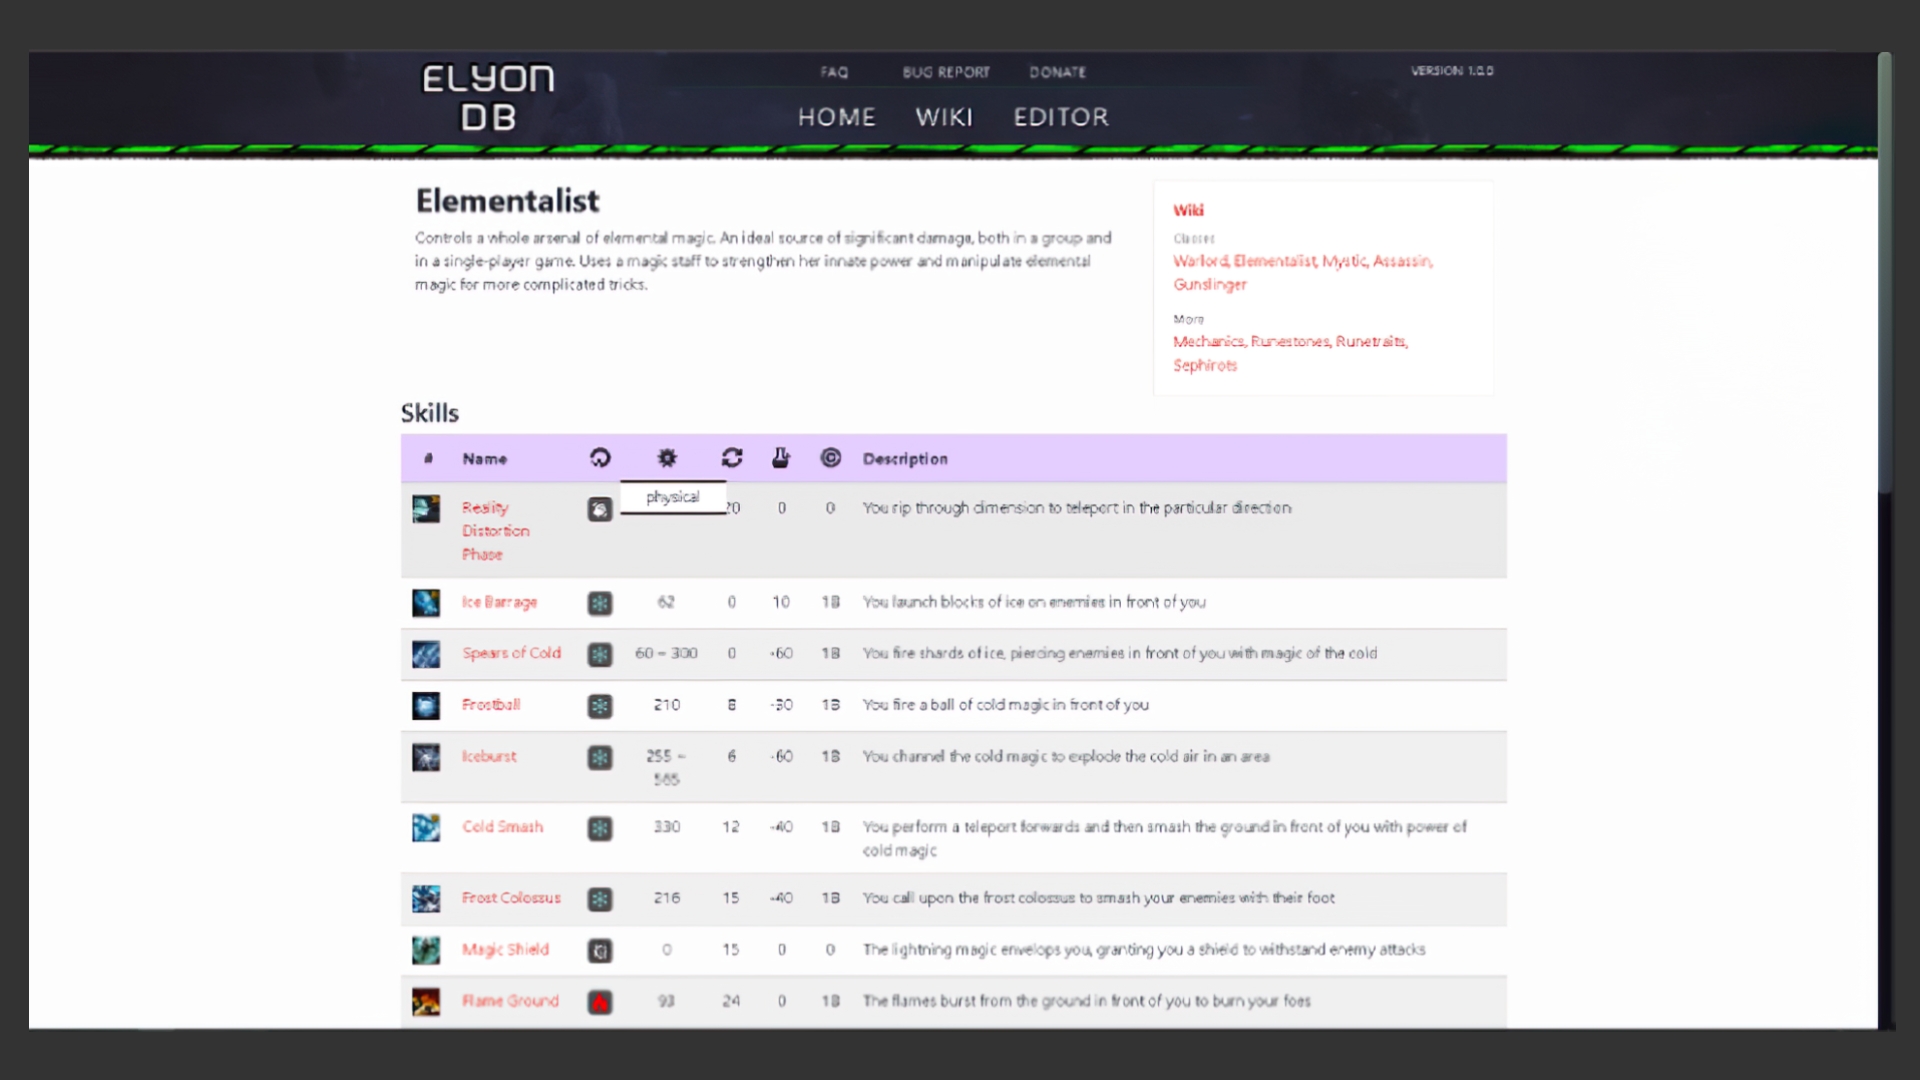 ELYON
DB
FAQ BUG REPORT DONATE
HOME WIKI EDITOR
VERSION 1.0.0
Elementalist
Controls a whole arsenal of elemental magic. An ideal source of significant damage, both in a group and
in a single-player game. Uses a magic staff to strengthen her innate power and manipulate elemental
magic for more complicated tricks.
Wiki
Classes
Warlord, Elementalist, Mystic, Assassin,
Gunslinger
More
Mechanics, Runestones, Runetraits,
Sephirots
Skills
# Name Description
physical
Reality 20 0 0 You rip through dimension to teleport in the particular direction
Distortion
Phase
Ice Barrage 62 0 10 18 You launch blocks of ice on enemies in front of you
Spears of Cold 60 – 300 0 -60 18 You fire shards of ice, piercing enemies in front of you with magic of the cold
Frostball 210 8 -30 18 You fire a ball of cold magic in front of you
Iceburst 255 – 6 -60 18 You channel the cold magic to explode the cold air in an area
565
Cold Smash 330 12 -40 18 You perform a teleport forwards and then smash the ground in front of you with power of
cold magic
Frost Colossus 216 15 -40 18 You call upon the frost colossus to smash your enemies with their foot
Magic Shield 0 15 0 0 The lightning magic envelops you, granting you a shield to withstand enemy attacks
Flame Ground 93 24 0 18 The flames burst from the ground in front of you to burn your foes